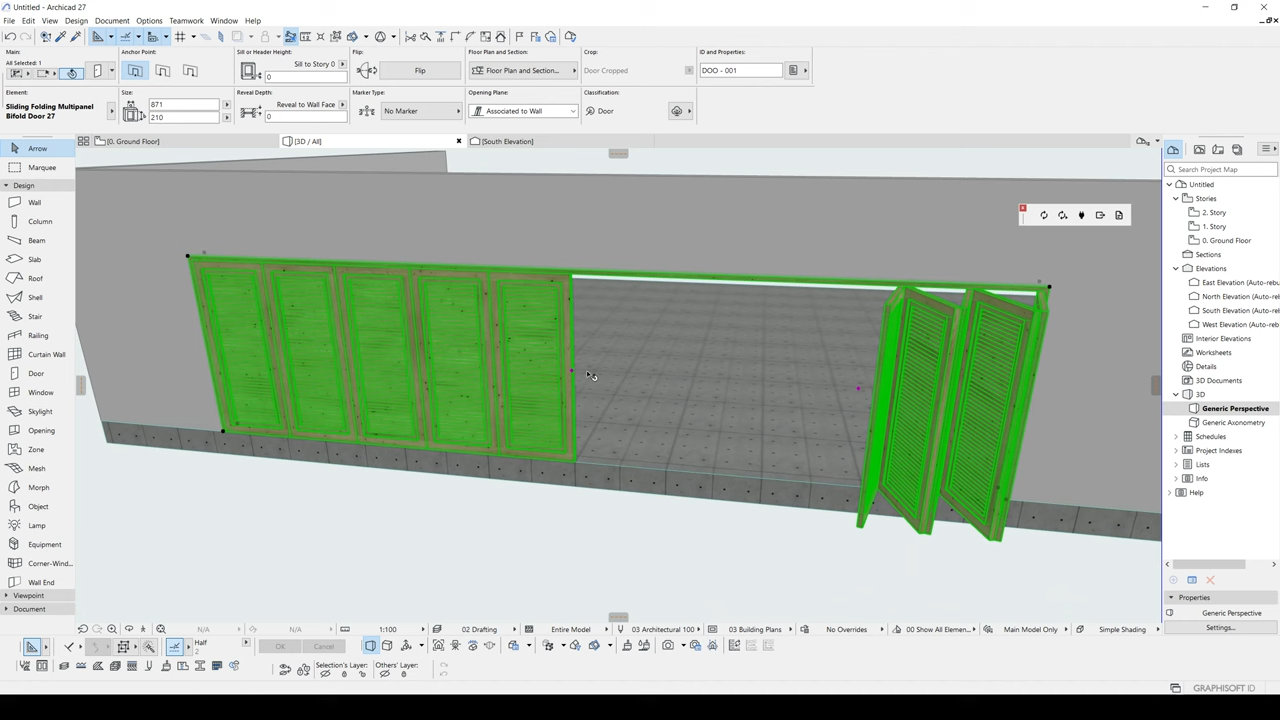 Untitled - Archicad 27
File Edit View Design Document Options Teamwork Window Help
Main:
All Selected: 1
Anchor Point:
Sill or Header Height:
Sill to Story 0
0
Flip:
Flip
Floor Plan and Section:
Floor Plan and Section...
Crop:
Door Cropped
ID and Properties:
DOO - 001
Element:
Sliding Folding Multipanel
Bifold Door 27
Size:
871
210
Reveal Depth:
Reveal to Wall Face
0
Marker Type:
No Marker
Opening Plane:
Associated to Wall
Classification:
Door
[0. Ground Floor]
[3D / All]
[South Elevation]
Arrow
Marquee
Design
Wall
Column
Beam
Slab
Roof
Shell
Stair
Railing
Curtain Wall
Door
Window
Skylight
Opening
Zone
Mesh
Morph
Object
Lamp
Equipment
Corner-Wind...
Wall End
Viewpoint
Document
Search Project Map
Untitled
Stories
2. Story
1. Story
0. Ground Floor
Sections
Elevations
East Elevation (Auto-rebu
North Elevation (Auto-reb
South Elevation (Auto-reb
West Elevation (Auto-reb
Interior Elevations
Worksheets
Details
3D Documents
3D
Generic Perspective
Generic Axonometry
Schedules
Project Indexes
Lists
Info
Help
Properties
Generic Perspective
Settings...
N/A
N/A
1:100
02 Drafting
Entire Model
03 Architectural 100
03 Building Plans
No Overrides
00 Show All Elemen...
Main Model Only
Simple Shading
Half
2
OK
Cancel
Selection's Layer:
Others' Layer:
GRAPHISOFT ID